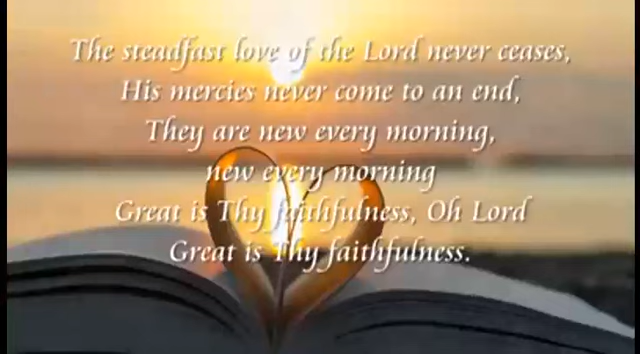 The steadfast love of the Lord never ceases,
His mercies never come to an end,
They are new every morning,
new every morning
Great is Thy faithfulness, Oh Lord
Great is Thy faithfulness.